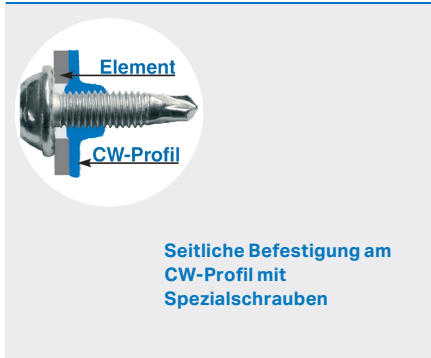 Element
CW-Profil
Seitliche Befestigung am
CW-Profil mit
Spezialschrauben